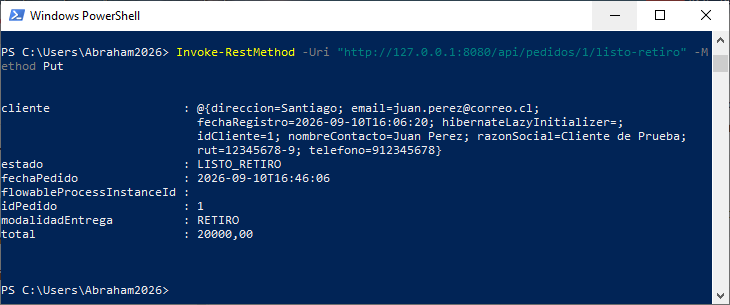 Windows PowerShell
PS C:\Users\Abraham2026> Invoke-RestMethod -Uri "http://127.0.0.1:8080/api/pedidos/1/listo-retiro" -M
ethod Put
cliente : @{direccion=Santiago; email=juan.perez@correo.cl;
fechaRegistro=2026-09-10T16:06:20; hibernateLazyInitializer=;
idCliente=1; nombreContacto=Juan Perez; razonSocial=Cliente de Prueba;
rut=12345678-9; telefono=912345678}
estado : LISTO_RETIRO
fechaPedido : 2026-09-10T16:46:06
flowableProcessInstanceId :
idPedido : 1
modalidadEntrega : RETIRO
total : 20000,00
PS C:\Users\Abraham2026>